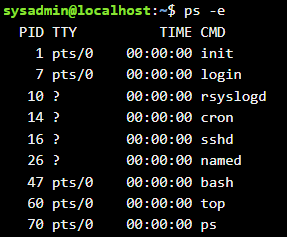 sysadmin@localhost:~$ ps -e
  PID TTY          TIME CMD
    1 pts/0    00:00:00 init
    7 pts/0    00:00:00 login
   10 ?        00:00:00 rsyslogd
   14 ?        00:00:00 cron
   16 ?        00:00:00 sshd
   26 ?        00:00:00 named
   47 pts/0    00:00:00 bash
   60 pts/0    00:00:00 top
   70 pts/0    00:00:00 ps